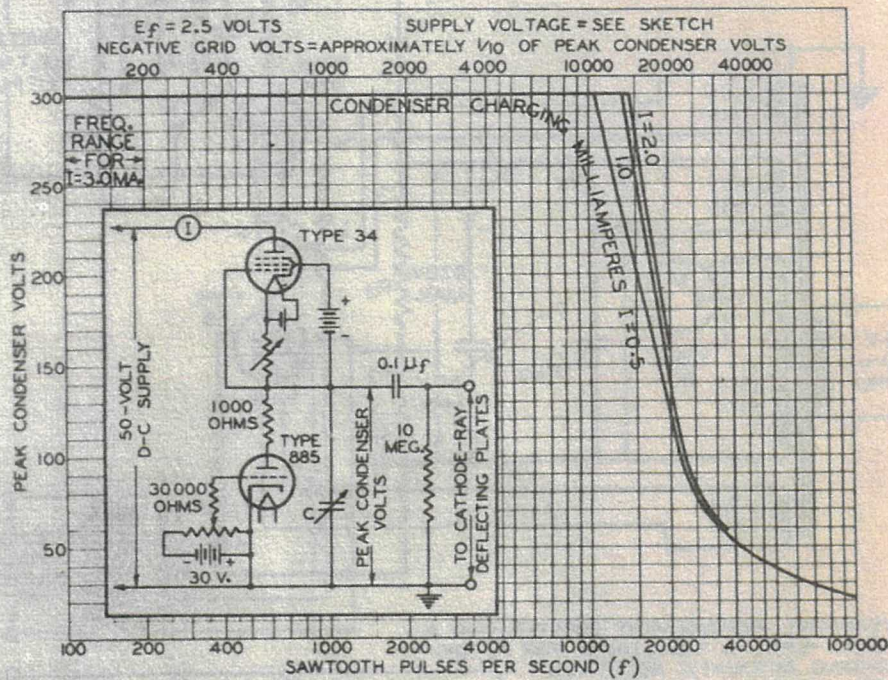 Ef = 2.5 VOLTS SUPPLY VOLTAGE = SEE SKETCH
NEGATIVE GRID VOLTS = APPROXIMATELY 1/10 OF PEAK CONDENSER VOLTS
200 400 1000 2000 4000 10000 20000 40000
CONDENSER CHARGING MILLIAMPERES I=0.5
1.0
I=2.0
FREQ.
RANGE
FOR
I=3.0MA.
PEAK CONDENSER VOLTS
300
250
200
150
100
50
I
TYPE 34
+
-
50-VOLT
D-C SUPPLY
0.1 μf
1000
OHMS
TYPE
885
30000
OHMS
- +
30 V.
C
PEAK CONDENSER
VOLTS
10
MEG.
TO CATHODE-RAY
DEFLECTING PLATES
100 200 400 1000 2000 4000 10000 20000 40000 100000
SAWTOOTH PULSES PER SECOND (f)